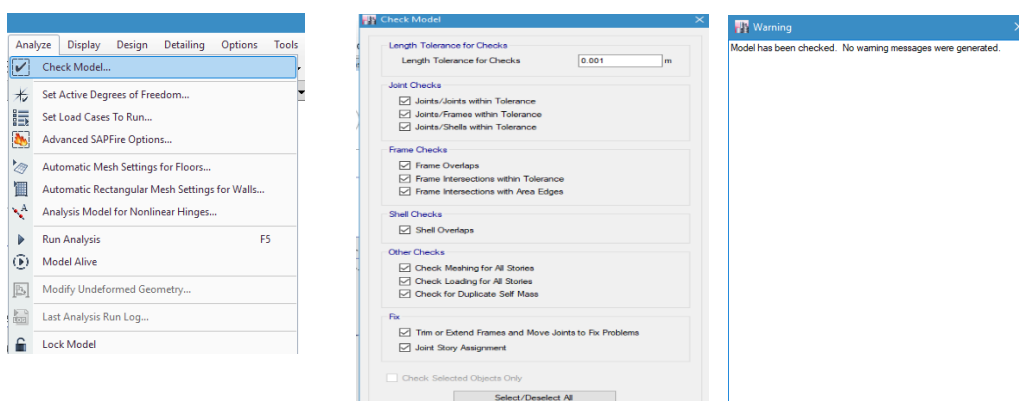 Analyze Display Design Detailing Options Tools
Check Model...
Set Active Degrees of Freedom...
Set Load Cases To Run...
Advanced SAPFire Options...
Automatic Mesh Settings for Floors...
Automatic Rectangular Mesh Settings for Walls...
Analysis Model for Nonlinear Hinges...
Run Analysis F5
Model Alive
Modify Undeformed Geometry...
Last Analysis Run Log...
Lock Model
Check Model
Length Tolerance for Checks
Length Tolerance for Checks 0.001 m
Joint Checks
Joints/Joints within Tolerance
Joints/Frames within Tolerance
Joints/Shells within Tolerance
Frame Checks
Frame Overlaps
Frame Intersections within Tolerance
Frame Intersections with Area Edges
Shell Checks
Shell Overlaps
Other Checks
Check Meshing for All Stories
Check Loading for All Stories
Check for Duplicate Self Mass
Fix
Trim or Extend Frames and Move Joints to Fix Problems
Joint Story Assignment
Check Selected Objects Only
Select/Deselect All
Warning
Model has been checked. No warning messages were generated.